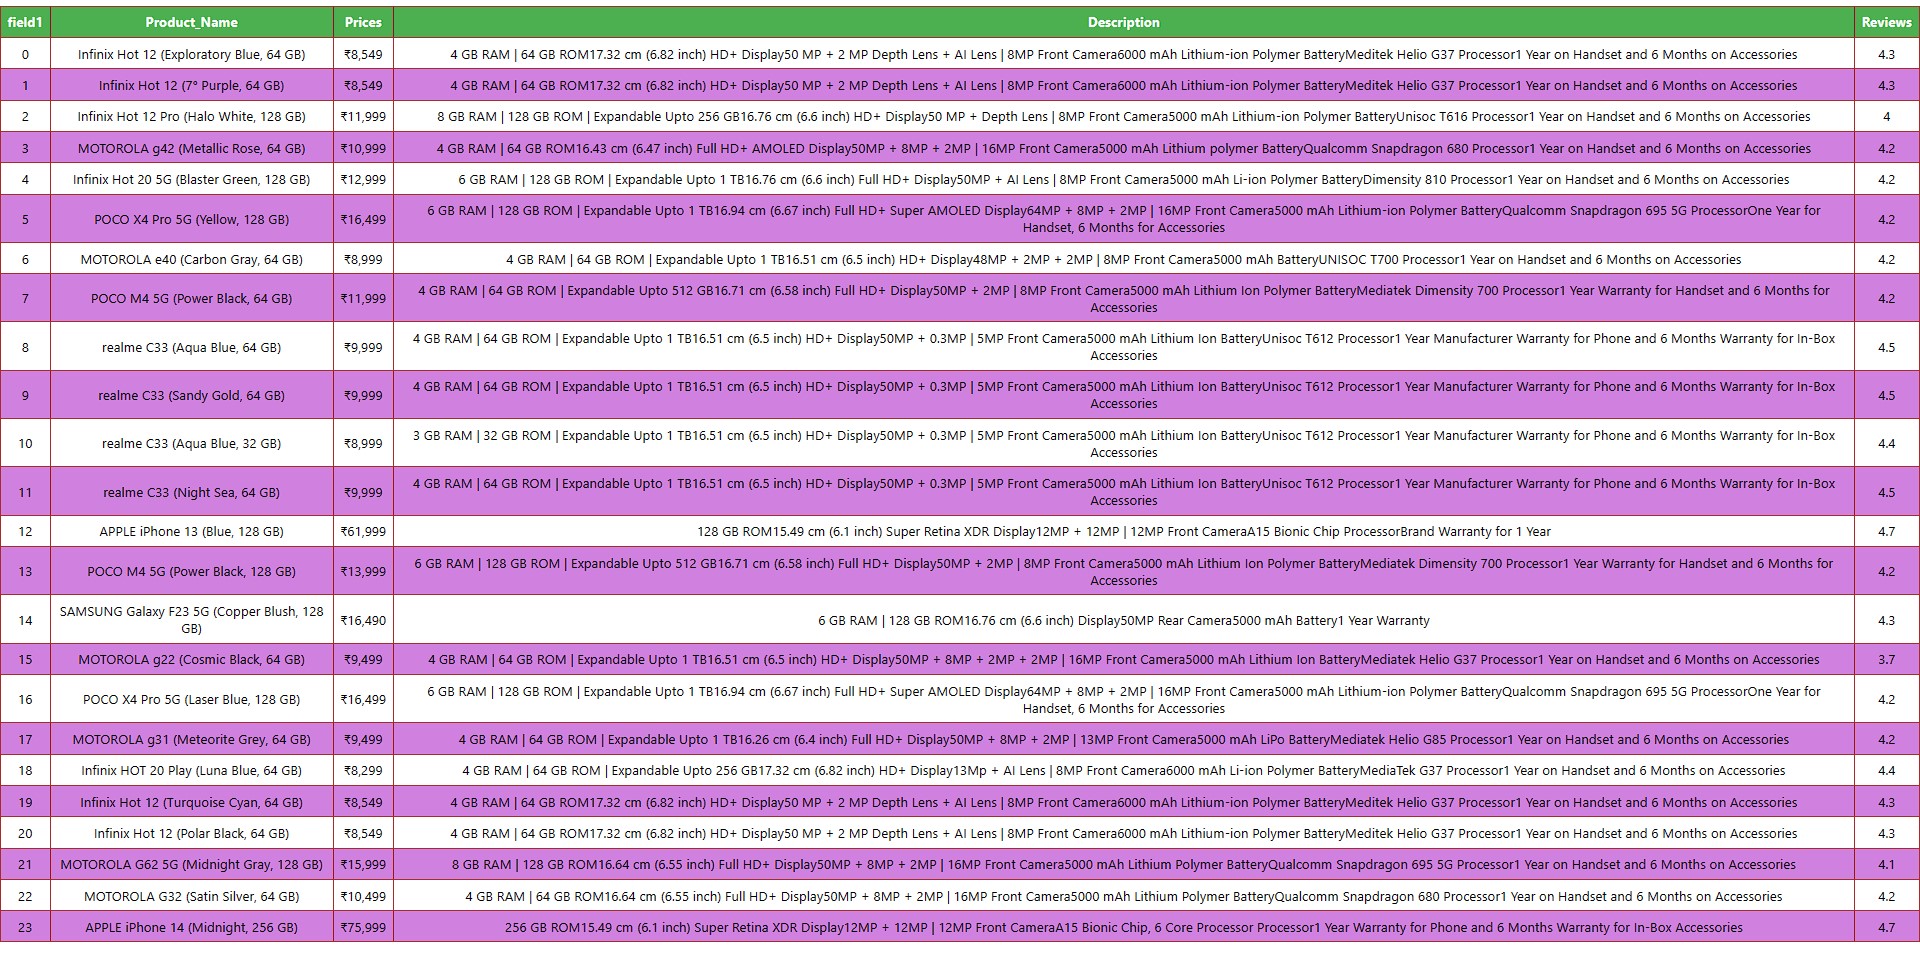 field1 Product_Name Prices Description Reviews
0 Infinix Hot 12 (Exploratory Blue, 64 GB) ₹8,549 4 GB RAM | 64 GB ROM17.32 cm (6.82 inch) HD+ Display50 MP + 2 MP Depth Lens + AI Lens | 8MP Front Camera6000 mAh Lithium-ion Polymer BatteryMeditek Helio G37 Processor1 Year on Handset and 6 Months on Accessories 4.3
1 Infinix Hot 12 (7° Purple, 64 GB) ₹8,549 4 GB RAM | 64 GB ROM17.32 cm (6.82 inch) HD+ Display50 MP + 2 MP Depth Lens + AI Lens | 8MP Front Camera6000 mAh Lithium-ion Polymer BatteryMeditek Helio G37 Processor1 Year on Handset and 6 Months on Accessories 4.3
2 Infinix Hot 12 Pro (Halo White, 128 GB) ₹11,999 8 GB RAM | 128 GB ROM | Expandable Upto 256 GB16.76 cm (6.6 inch) HD+ Display50 MP + Depth Lens | 8MP Front Camera5000 mAh Lithium-ion Polymer BatteryUnisoc T616 Processor1 Year on Handset and 6 Months on Accessories 4
3 MOTOROLA g42 (Metallic Rose, 64 GB) ₹10,999 4 GB RAM | 64 GB ROM16.43 cm (6.47 inch) Full HD+ AMOLED Display50MP + 8MP + 2MP | 16MP Front Camera5000 mAh Lithium polymer BatteryQualcomm Snapdragon 680 Processor1 Year on Handset and 6 Months on Accessories 4.2
4 Infinix Hot 20 5G (Blaster Green, 128 GB) ₹12,999 6 GB RAM | 128 GB ROM | Expandable Upto 1 TB16.76 cm (6.6 inch) Full HD+ Display50MP + AI Lens | 8MP Front Camera5000 mAh Li-ion Polymer BatteryDimensity 810 Processor1 Year on Handset and 6 Months on Accessories 4.2
5 POCO X4 Pro 5G (Yellow, 128 GB) ₹16,499 6 GB RAM | 128 GB ROM | Expandable Upto 1 TB16.94 cm (6.67 inch) Full HD+ Super AMOLED Display64MP + 8MP + 2MP | 16MP Front Camera5000 mAh Lithium-ion Polymer BatteryQualcomm Snapdragon 695 5G ProcessorOne Year for
Handset, 6 Months for Accessories 4.2
6 MOTOROLA e40 (Carbon Gray, 64 GB) ₹8,999 4 GB RAM | 64 GB ROM | Expandable Upto 1 TB16.51 cm (6.5 inch) HD+ Display48MP + 2MP + 2MP | 8MP Front Camera5000 mAh BatteryUNISOC T700 Processor1 Year on Handset and 6 Months on Accessories 4.2
7 POCO M4 5G (Power Black, 64 GB) ₹11,999 4 GB RAM | 64 GB ROM | Expandable Upto 512 GB16.71 cm (6.58 inch) Full HD+ Display50MP + 2MP | 8MP Front Camera5000 mAh Lithium Ion Polymer BatteryMediatek Dimensity 700 Processor1 Year Warranty for Handset and 6 Months for
Accessories 4.2
8 realme C33 (Aqua Blue, 64 GB) ₹9,999 4 GB RAM | 64 GB ROM | Expandable Upto 1 TB16.51 cm (6.5 inch) HD+ Display50MP + 0.3MP | 5MP Front Camera5000 mAh Lithium Ion BatteryUnisoc T612 Processor1 Year Manufacturer Warranty for Phone and 6 Months Warranty for In-Box
Accessories 4.5
9 realme C33 (Sandy Gold, 64 GB) ₹9,999 4 GB RAM | 64 GB ROM | Expandable Upto 1 TB16.51 cm (6.5 inch) HD+ Display50MP + 0.3MP | 5MP Front Camera5000 mAh Lithium Ion BatteryUnisoc T612 Processor1 Year Manufacturer Warranty for Phone and 6 Months Warranty for In-Box
Accessories 4.5
10 realme C33 (Aqua Blue, 32 GB) ₹8,999 3 GB RAM | 32 GB ROM | Expandable Upto 1 TB16.51 cm (6.5 inch) HD+ Display50MP + 0.3MP | 5MP Front Camera5000 mAh Lithium Ion BatteryUnisoc T612 Processor1 Year Manufacturer Warranty for Phone and 6 Months Warranty for In-Box
Accessories 4.4
11 realme C33 (Night Sea, 64 GB) ₹9,999 4 GB RAM | 64 GB ROM | Expandable Upto 1 TB16.51 cm (6.5 inch) HD+ Display50MP + 0.3MP | 5MP Front Camera5000 mAh Lithium Ion BatteryUnisoc T612 Processor1 Year Manufacturer Warranty for Phone and 6 Months Warranty for In-Box
Accessories 4.5
12 APPLE iPhone 13 (Blue, 128 GB) ₹61,999 128 GB ROM15.49 cm (6.1 inch) Super Retina XDR Display12MP + 12MP | 12MP Front CameraA15 Bionic Chip ProcessorBrand Warranty for 1 Year 4.7
13 POCO M4 5G (Power Black, 128 GB) ₹13,999 6 GB RAM | 128 GB ROM | Expandable Upto 512 GB16.71 cm (6.58 inch) Full HD+ Display50MP + 2MP | 8MP Front Camera5000 mAh Lithium Ion Polymer BatteryMediatek Dimensity 700 Processor1 Year Warranty for Handset and 6 Months for
Accessories 4.2
14 SAMSUNG Galaxy F23 5G (Copper Blush, 128
GB) ₹16,490 6 GB RAM | 128 GB ROM16.76 cm (6.6 inch) Display50MP Rear Camera5000 mAh Battery1 Year Warranty 4.3
15 MOTOROLA g22 (Cosmic Black, 64 GB) ₹9,499 4 GB RAM | 64 GB ROM | Expandable Upto 1 TB16.51 cm (6.5 inch) HD+ Display50MP + 8MP + 2MP + 2MP | 16MP Front Camera5000 mAh Lithium Ion BatteryMediatek Helio G37 Processor1 Year on Handset and 6 Months on Accessories 3.7
16 POCO X4 Pro 5G (Laser Blue, 128 GB) ₹16,499 6 GB RAM | 128 GB ROM | Expandable Upto 1 TB16.94 cm (6.67 inch) Full HD+ Super AMOLED Display64MP + 8MP + 2MP | 16MP Front Camera5000 mAh Lithium-ion Polymer BatteryQualcomm Snapdragon 695 5G ProcessorOne Year for
Handset, 6 Months for Accessories 4.2
17 MOTOROLA g31 (Meteorite Grey, 64 GB) ₹9,499 4 GB RAM | 64 GB ROM | Expandable Upto 1 TB16.26 cm (6.4 inch) Full HD+ Display50MP + 8MP + 2MP | 13MP Front Camera5000 mAh LiPo BatteryMediatek Helio G85 Processor1 Year on Handset and 6 Months on Accessories 4.2
18 Infinix HOT 20 Play (Luna Blue, 64 GB) ₹8,299 4 GB RAM | 64 GB ROM | Expandable Upto 256 GB17.32 cm (6.82 inch) HD+ Display13Mp + AI Lens | 8MP Front Camera6000 mAh Li-ion Polymer BatteryMediaTek G37 Processor1 Year on Handset and 6 Months on Accessories 4.4
19 Infinix Hot 12 (Turquoise Cyan, 64 GB) ₹8,549 4 GB RAM | 64 GB ROM17.32 cm (6.82 inch) HD+ Display50 MP + 2 MP Depth Lens + AI Lens | 8MP Front Camera6000 mAh Lithium-ion Polymer BatteryMeditek Helio G37 Processor1 Year on Handset and 6 Months on Accessories 4.3
20 Infinix Hot 12 (Polar Black, 64 GB) ₹8,549 4 GB RAM | 64 GB ROM17.32 cm (6.82 inch) HD+ Display50 MP + 2 MP Depth Lens + AI Lens | 8MP Front Camera6000 mAh Lithium-ion Polymer BatteryMeditek Helio G37 Processor1 Year on Handset and 6 Months on Accessories 4.3
21 MOTOROLA G62 5G (Midnight Gray, 128 GB) ₹15,999 8 GB RAM | 128 GB ROM16.64 cm (6.55 inch) Full HD+ Display50MP + 8MP + 2MP | 16MP Front Camera5000 mAh Lithium Polymer BatteryQualcomm Snapdragon 695 5G Processor1 Year on Handset and 6 Months on Accessories 4.1
22 MOTOROLA G32 (Satin Silver, 64 GB) ₹10,499 4 GB RAM | 64 GB ROM16.64 cm (6.55 inch) Full HD+ Display50MP + 8MP + 2MP | 16MP Front Camera5000 mAh Lithium Polymer BatteryQualcomm Snapdragon 680 Processor1 Year on Handset and 6 Months on Accessories 4.2
23 APPLE iPhone 14 (Midnight, 256 GB) ₹75,999 256 GB ROM15.49 cm (6.1 inch) Super Retina XDR Display12MP + 12MP | 12MP Front CameraA15 Bionic Chip, 6 Core Processor Processor1 Year Warranty for Phone and 6 Months Warranty for In-Box Accessories 4.7